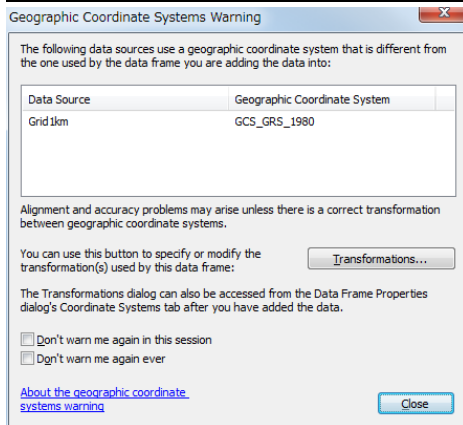 Geographic Coordinate Systems Warning
The following data sources use a geographic coordinate system that is different from
the one used by the data frame you are adding the data into:
Data Source Geographic Coordinate System
Grid1km GCS_GRS_1980
Alignment and accuracy problems may arise unless there is a correct transformation
between geographic coordinate systems.
You can use this button to specify or modify the
transformation(s) used by this data frame:
Transformations...
The Transformations dialog can also be accessed from the Data Frame Properties
dialog's Coordinate Systems tab after you have added the data.
Don't warn me again in this session
Don't warn me again ever
About the geographic coordinate
systems warning
Close